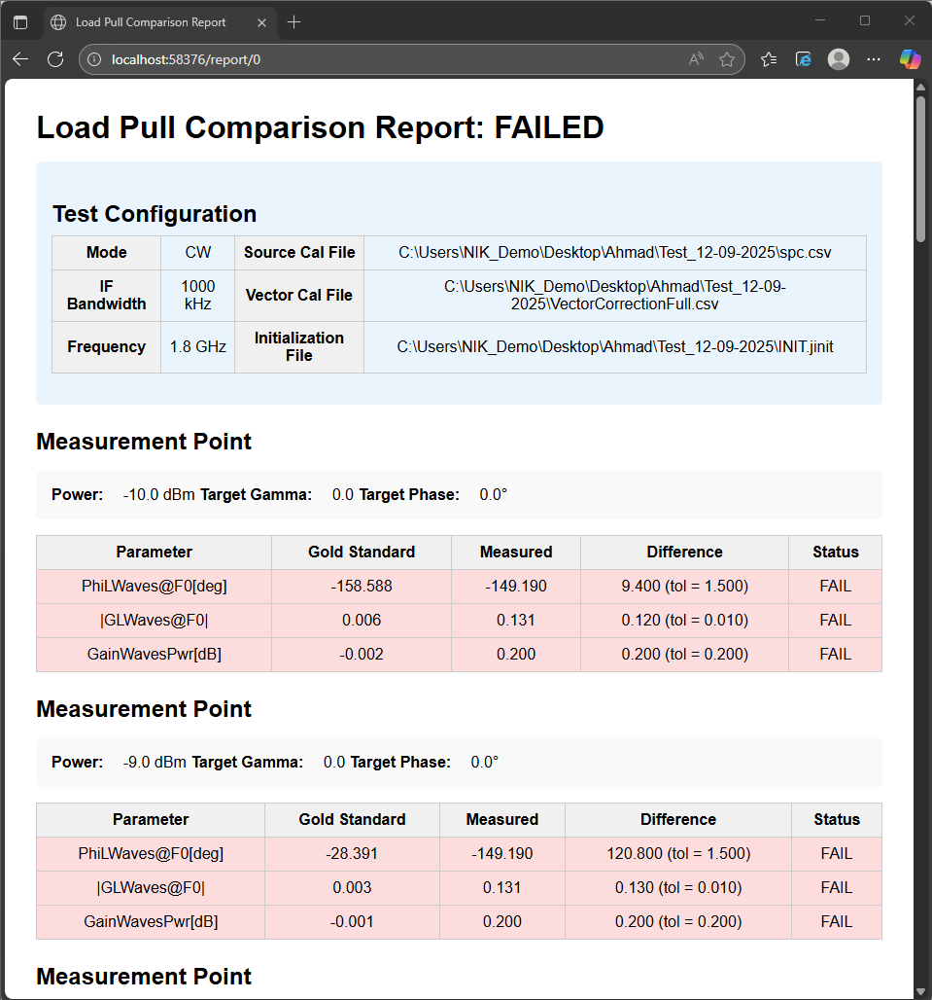 Load Pull Comparison Report
localhost:58376/report/0
Load Pull Comparison Report: FAILED
Test Configuration
Mode CW Source Cal File C:\Users\NIK_Demo\Desktop\Ahmad\Test_12-09-2025\spc.csv
IF Bandwidth 1000 kHz Vector Cal File C:\Users\NIK_Demo\Desktop\Ahmad\Test_12-09-2025\VectorCorrectionFull.csv
Frequency 1.8 GHz Initialization File C:\Users\NIK_Demo\Desktop\Ahmad\Test_12-09-2025\INIT.jinit
Measurement Point
Power: -10.0 dBm Target Gamma: 0.0 Target Phase: 0.0°
Parameter Gold Standard Measured Difference Status
PhiLWaves@F0[deg] -158.588 -149.190 9.400 (tol = 1.500) FAIL
|GLWaves@F0| 0.006 0.131 0.120 (tol = 0.010) FAIL
GainWavesPwr[dB] -0.002 0.200 0.200 (tol = 0.200) FAIL
Measurement Point
Power: -9.0 dBm Target Gamma: 0.0 Target Phase: 0.0°
Parameter Gold Standard Measured Difference Status
PhiLWaves@F0[deg] -28.391 -149.190 120.800 (tol = 1.500) FAIL
|GLWaves@F0| 0.003 0.131 0.130 (tol = 0.010) FAIL
GainWavesPwr[dB] -0.001 0.200 0.200 (tol = 0.200) FAIL
Measurement Point